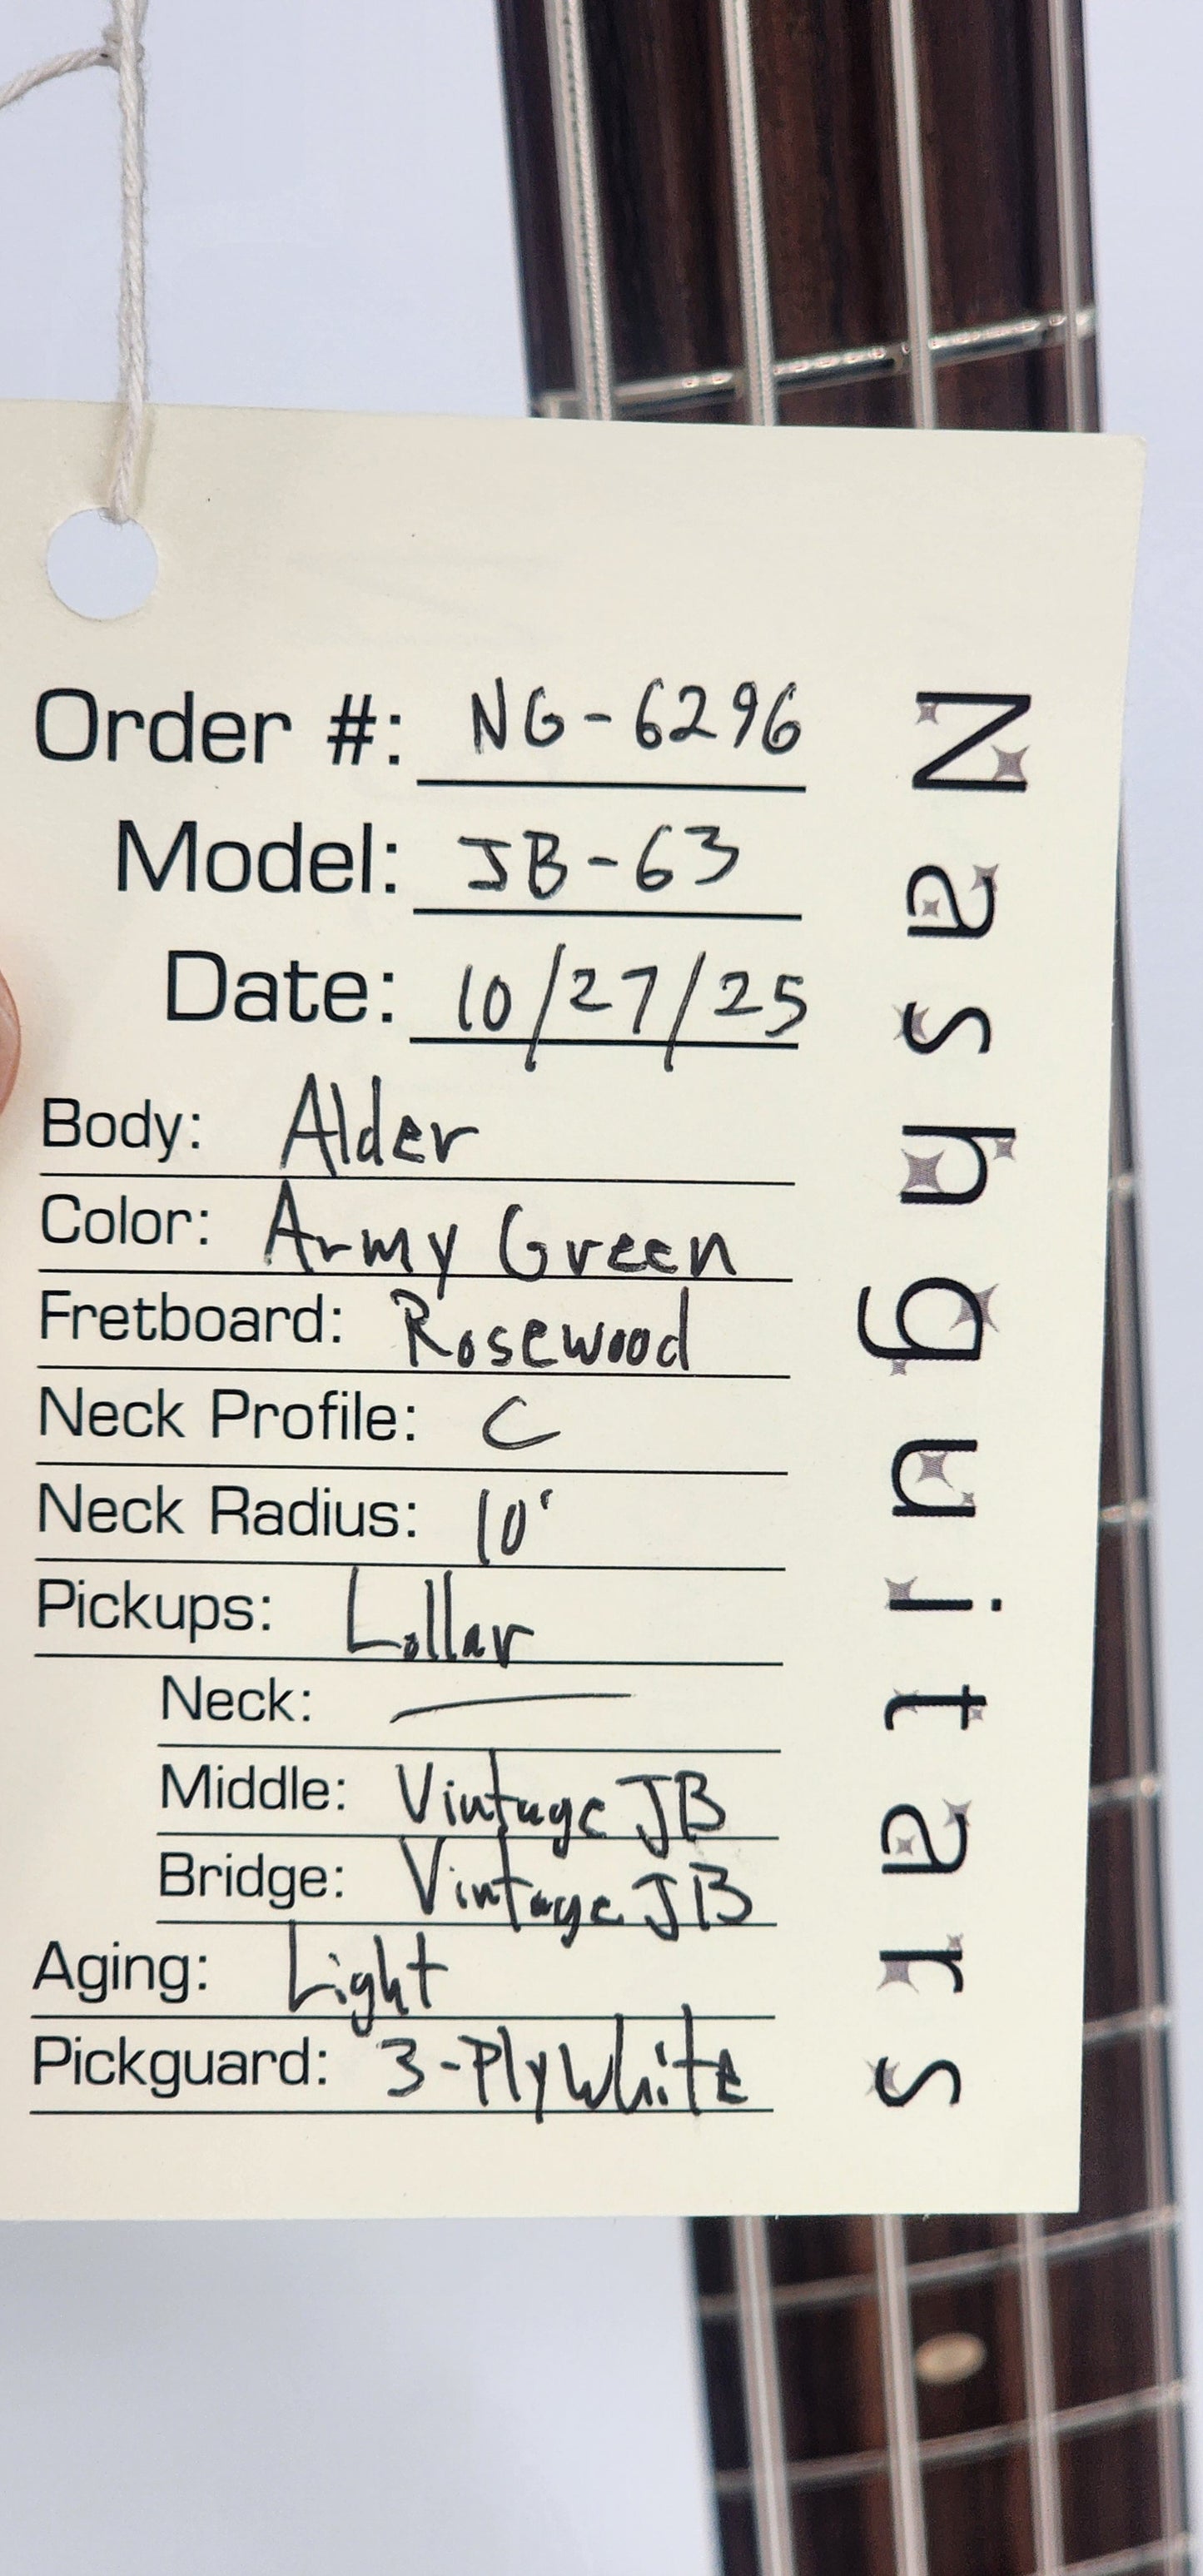 Order #: NG-6296
Model: JB-63
Date: 10/27/25
Body: Alder
Color: Army Green
Fretboard: Rosewood
Neck Profile: C
Neck Radius: 10'
Pickups: Lollar
Neck: —
Middle: Vintage JB
Bridge: Vintage JB
Aging: Light
Pickguard: 3-Ply White
Nashguitars